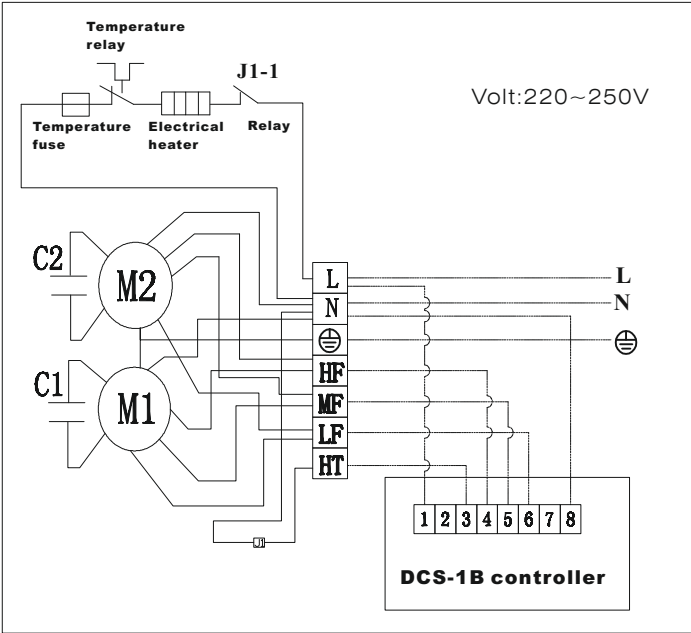 Temperature
relay
J1-1
Volt:220~250V
Temperature
fuse
Electrical
heater
Relay
C2
M2
L
L
N
N
C1
M1
HF
MF
LF
HT
J1
1 2 3 4 5 6 7 8
DCS-1B controller